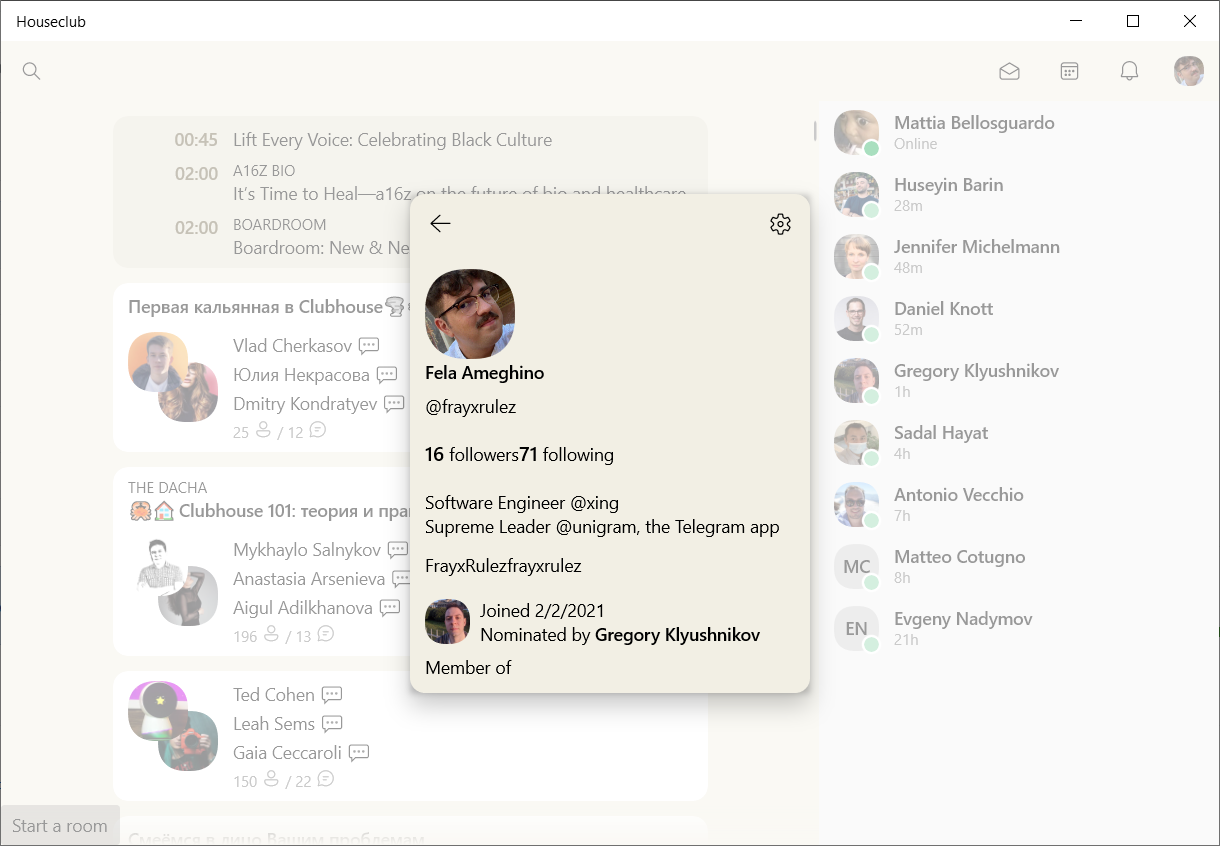 Houseclub
00:45 Lift Every Voice: Celebrating Black Culture
02:00 A16Z BIO
It's Time to Heal—a16z on the future of bio and healthcare
02:00 BOARDROOM
Boardroom: New & Ne
Первая кальянная в Clubhouse
Vlad Cherkasov
Юлия Некрасова
Dmitry Kondratyev
25 / 12
THE DACHA
Clubhouse 101: теория и пра
Mykhaylo Salnykov
Anastasia Arsenieva
Aigul Adilkhanova
196 / 13
Ted Cohen
Leah Sems
Gaia Ceccaroli
150 / 22
Смеёмся в лицо Вашим проблемам
Start a room
Fela Ameghino
@frayxrulez
16 followers71 following
Software Engineer @xing
Supreme Leader @unigram, the Telegram app
FrayxRulezfrayxrulez
Joined 2/2/2021
Nominated by Gregory Klyushnikov
Member of
Mattia Bellosguardo
Online
Huseyin Barin
28m
Jennifer Michelmann
48m
Daniel Knott
52m
Gregory Klyushnikov
1h
Sadal Hayat
4h
Antonio Vecchio
7h
MC
Matteo Cotugno
8h
EN
Evgeny Nadymov
21h